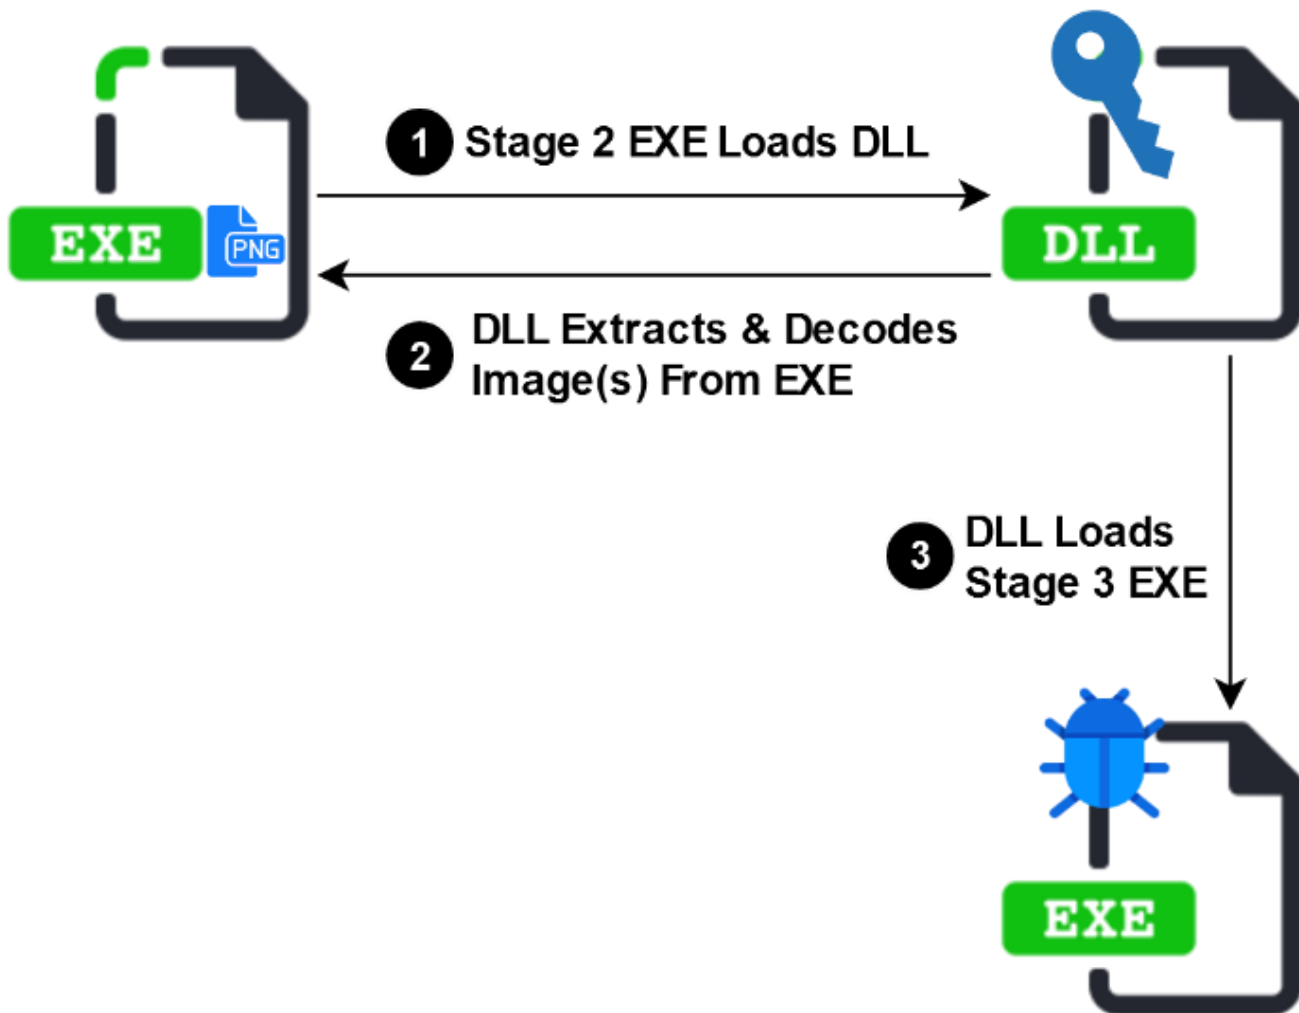 1 Stage 2 EXE Loads DLL
EXE
PNG
DLL
2 DLL Extracts & Decodes
Image(s) From EXE
3 DLL Loads
Stage 3 EXE
EXE